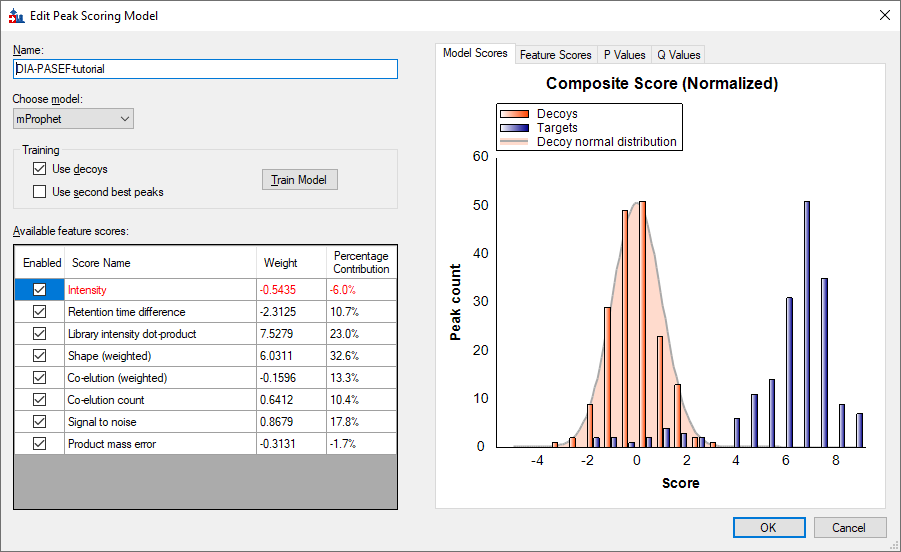 Edit Peak Scoring Model
Name:
DIA-PASEF-tutorial
Choose model:
mProphet
Training
Use decoys
Use second best peaks
Train Model
Available feature scores:
Enabled Score Name Weight Percentage Contribution
Intensity -0.5435 -6.0%
Retention time difference -2.3125 10.7%
Library intensity dot-product 7.5279 23.0%
Shape (weighted) 6.0311 32.6%
Co-elution (weighted) -0.1596 13.3%
Co-elution count 0.6412 10.4%
Signal to noise 0.8679 17.8%
Product mass error -0.3131 -1.7%
Model Scores Feature Scores P Values Q Values
Composite Score (Normalized)
Decoys
Targets
Decoy normal distribution
Peak count
60
50
40
30
20
10
0
-4 -2 0 2 4 6 8
Score
OK Cancel